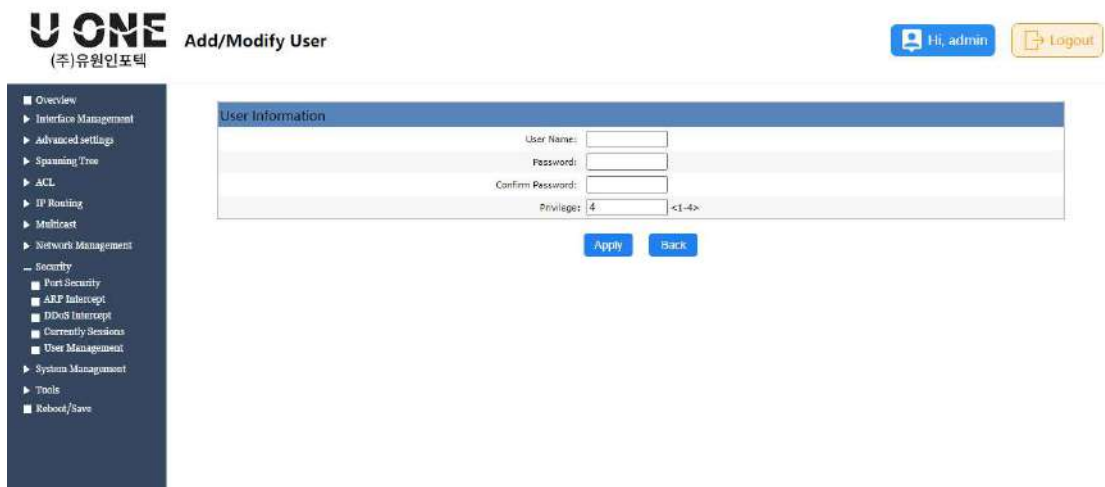 U ONE
(주)유원인포텍
Add/Modify User
Hi, admin
Logout
Overview
Interface Management
Advanced settings
Spanning Tree
ACL
IP Routing
Multicast
Network Management
Security
Port Security
ARP Intercept
DDoS Intercept
Currently Sessions
User Management
System Management
Tools
Reboot/Save
User Information
User Name:
Password:
Confirm Password:
Privilege: 4 <1-4>
Apply Back